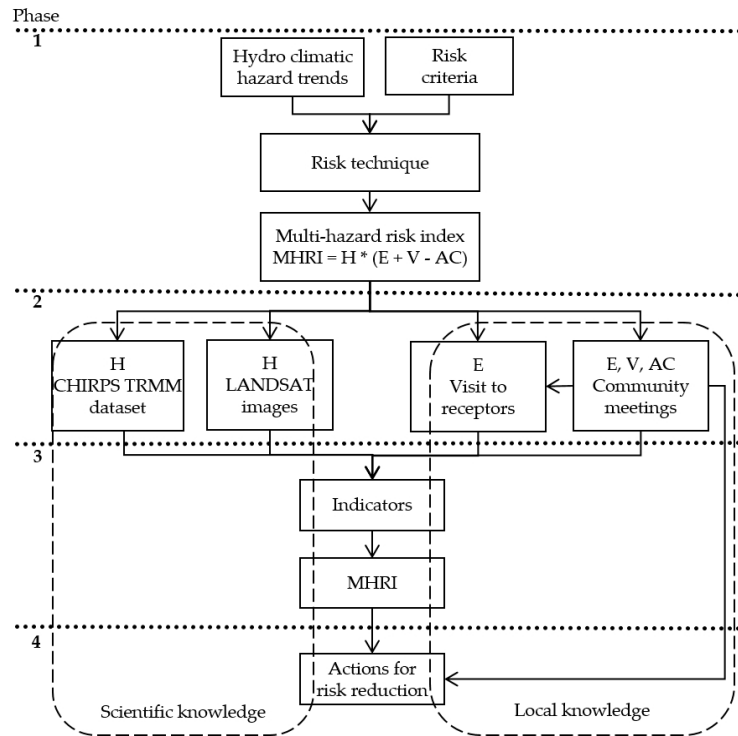 Phase
1
Hydro climatic
hazard trends
Risk
criteria
Risk technique
Multi-hazard risk index
MHRI = H * (E + V - AC)
2
H
CHIRPS TRMM
dataset
H
LANDSAT
images
E
Visit to
receptors
E, V, AC
Community
meetings
3
Indicators
MHRI
4
Actions for
risk reduction
Scientific knowledge
Local knowledge